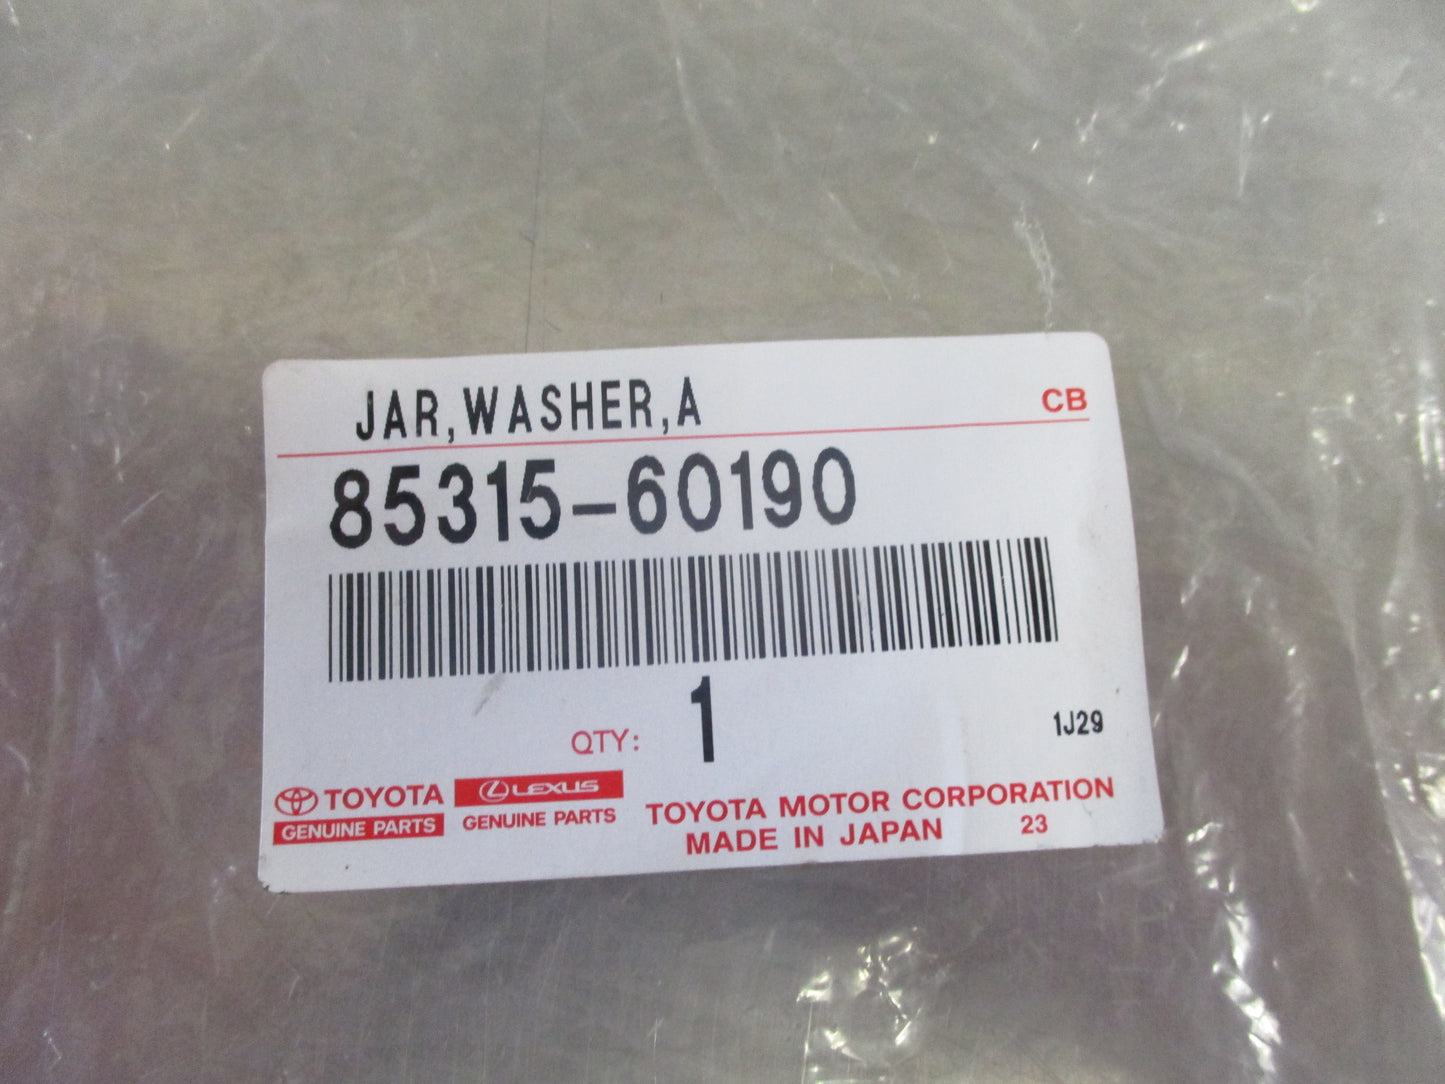 JAR,WASHER,A CB
85315-60190
QTY: 1
1J29
TOYOTA
GENUINE PARTS
LEXUS
GENUINE PARTS
TOYOTA MOTOR CORPORATION
MADE IN JAPAN 23